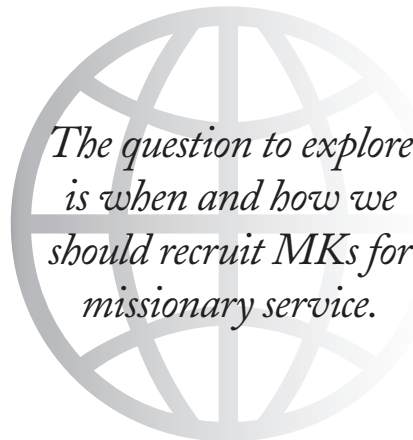 The question to explore
is when and how we
should recruit MKs for
missionary service.